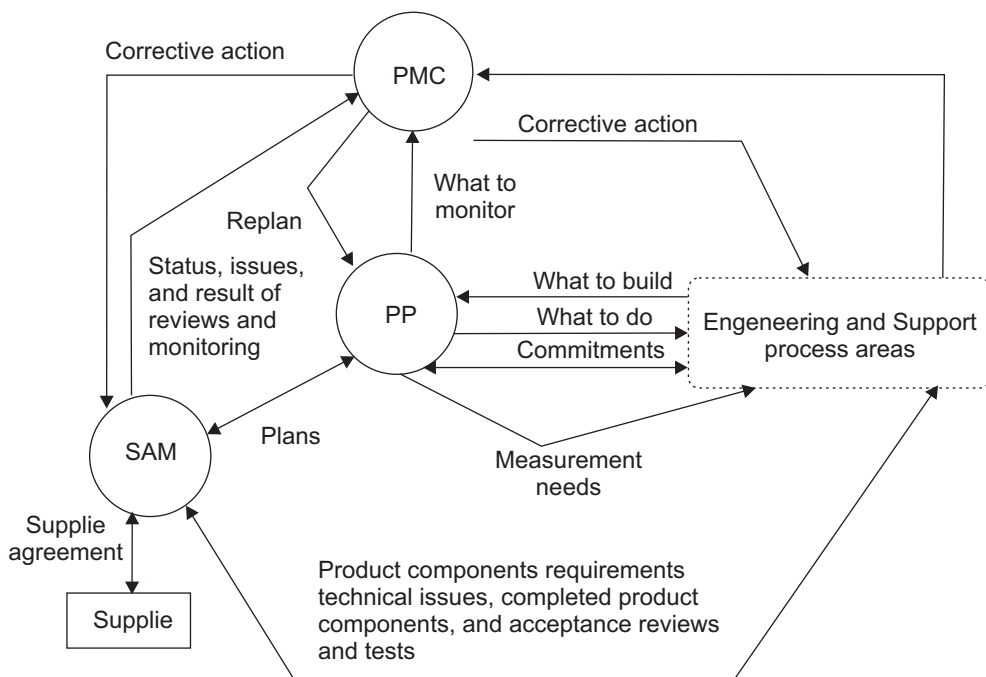 Corrective action
PMC
Corrective action
What to
monitor
Replan
Status, issues,
and result of
reviews and
monitoring
PP
What to build
What to do
Commitments
Engeneering and Support
process areas
SAM
Plans
Measurement
needs
Supplie
agreement
Supplie
Product components requirements
technical issues, completed product
components, and acceptance reviews
and tests